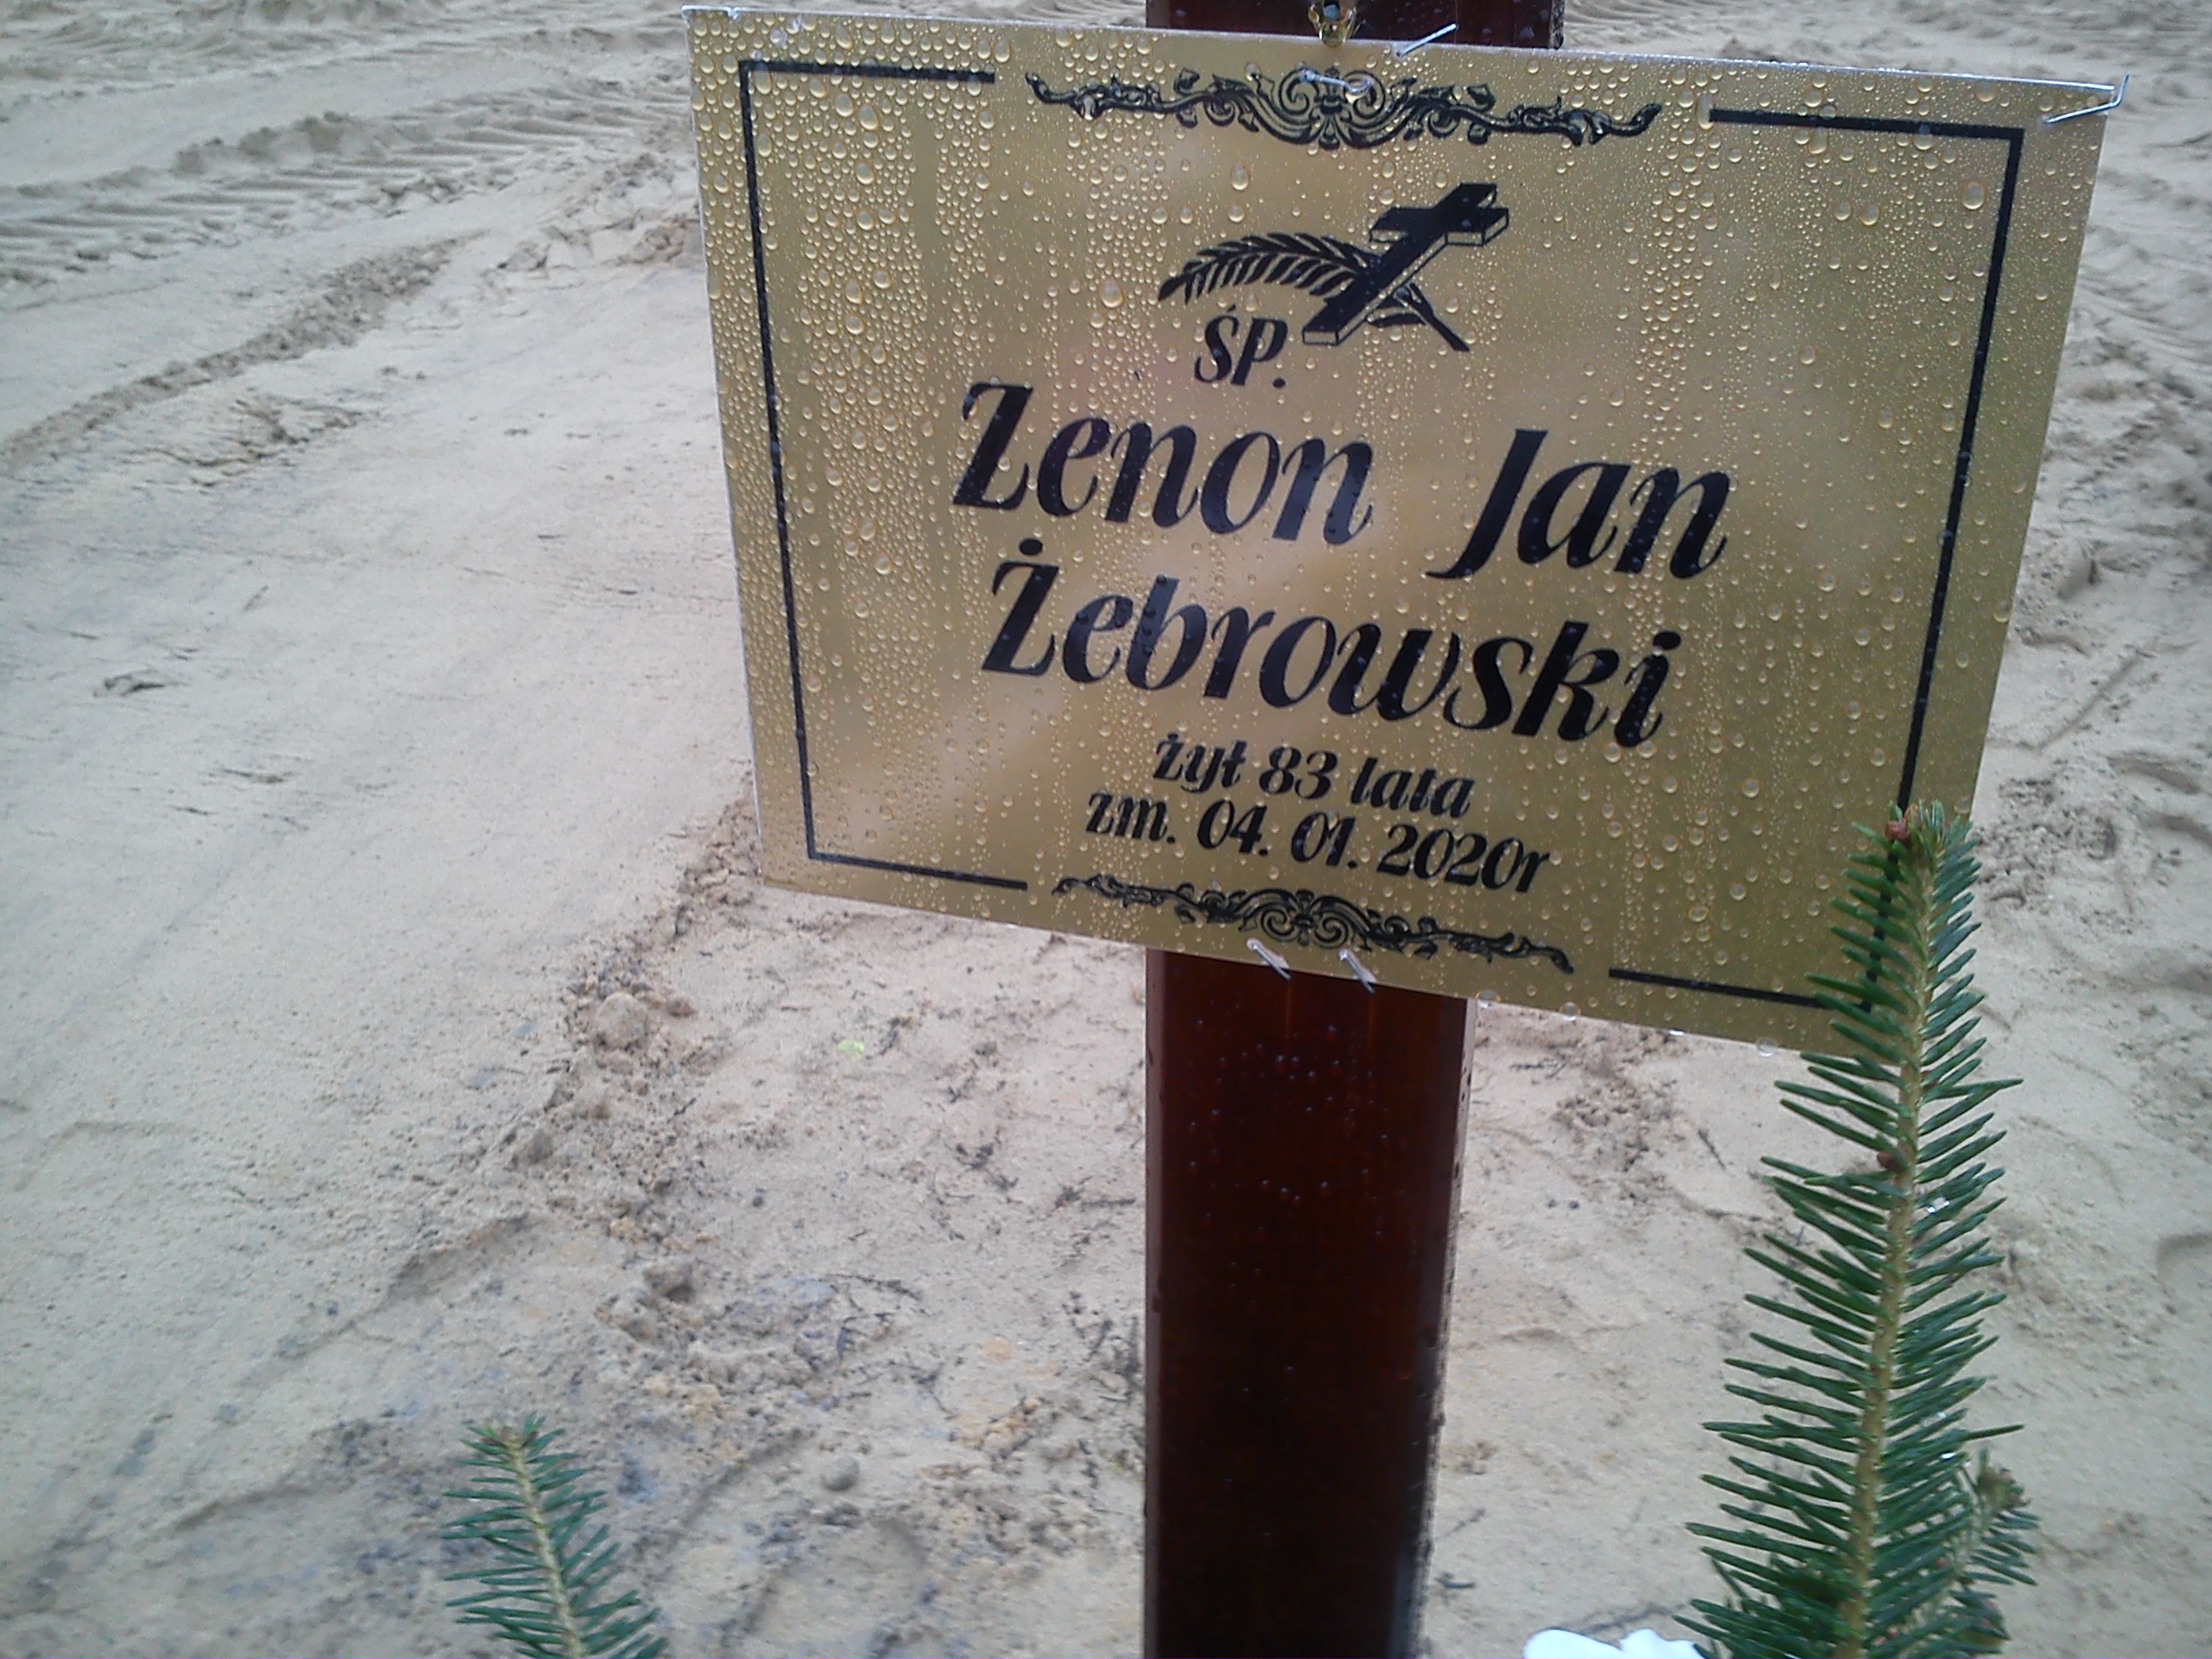 ŚP.
Zenon Jan
Żebrowski
żył 83 lata
zm. 04. 01. 2020r